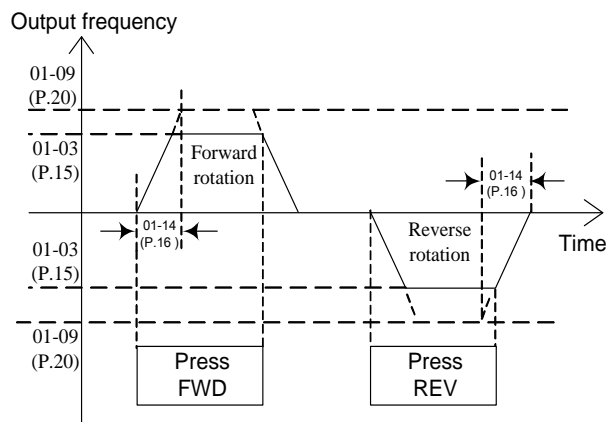 Output frequency
01-09
(P.20)
01-03
(P.15)
Forward
rotation
01-14
(P.16 )
01-14
(P.16 )
Time
Reverse
rotation
01-03
(P.15)
01-09
(P.20)
Press
FWD
Press
REV